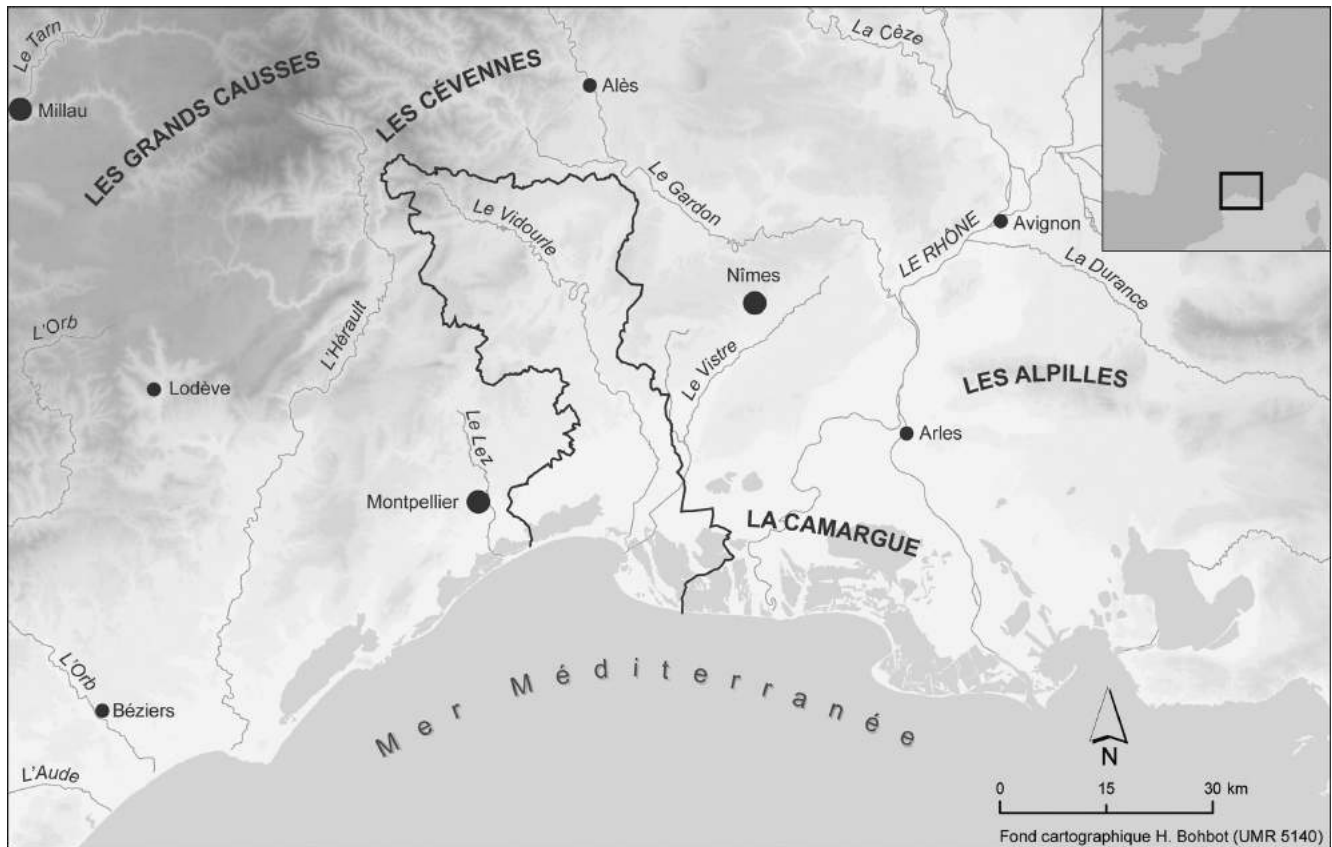 Le Tarn
La Cèze
LES CÉVENNES
Alès
Millau
LES GRANDS CAUSSES
Le Gardon
Le Vidourle
LE RHÔNE
Avignon
La Durance
Nîmes
L'Orb
L'Hérault
Le Vistre
Lodève
LES ALPILLES
Le Lez
Arles
Montpellier
LA CAMARGUE
L'Orb
Béziers
Mer Méditerranée
L'Aude
N
0 15 30 km
Fond cartographique H. Bohbot (UMR 5140)